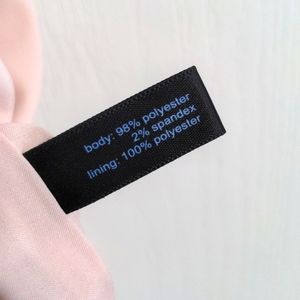 body: 98% polyester
2% spandex
lining: 100% polyester